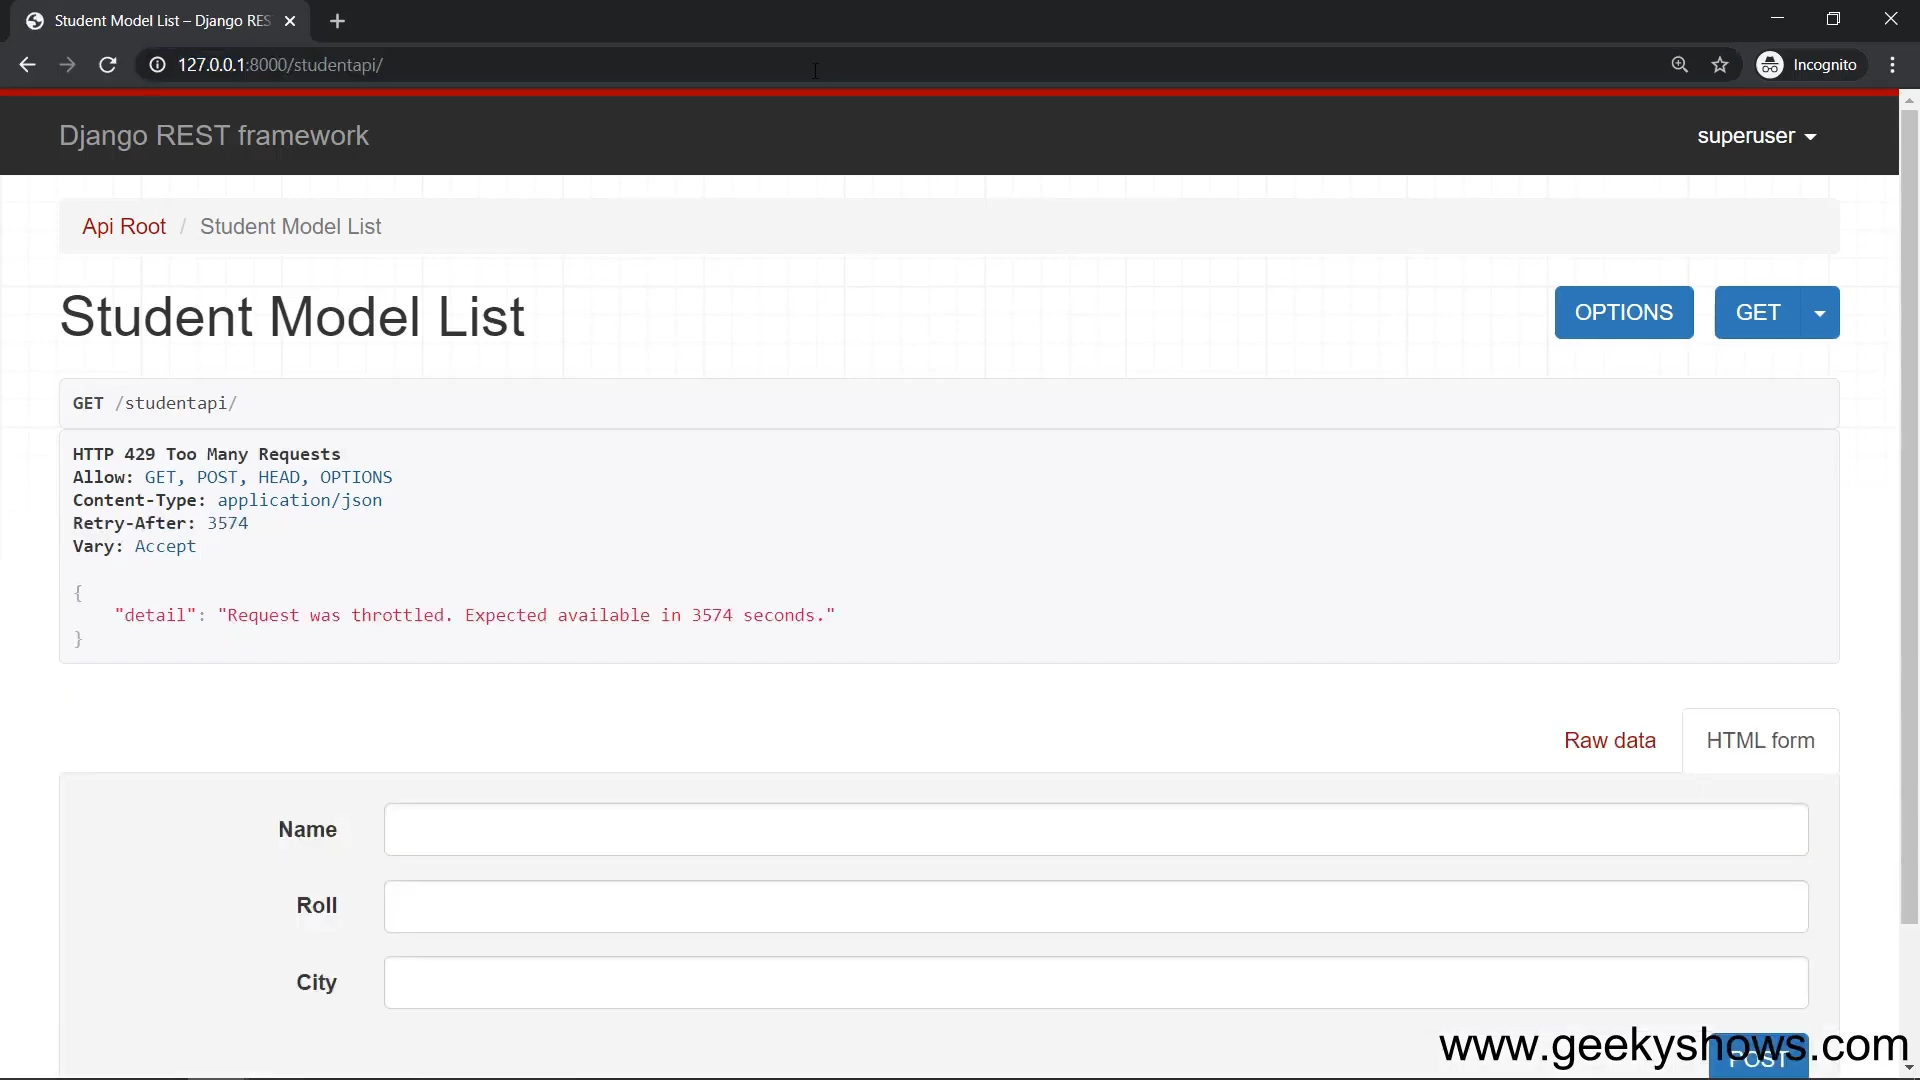 Student Model List – Django RES
127.0.0.1:8000/studentapi/
Incognito
Django REST framework
superuser
Api Root / Student Model List
Student Model List
OPTIONS
GET
GET /studentapi/
HTTP 429 Too Many Requests
Allow: GET, POST, HEAD, OPTIONS
Content-Type: application/json
Retry-After: 3574
Vary: Accept
{
"detail": "Request was throttled. Expected available in 3574 seconds."
}
Raw data
HTML form
Name
Roll
City
POST
www.geekyshows.com